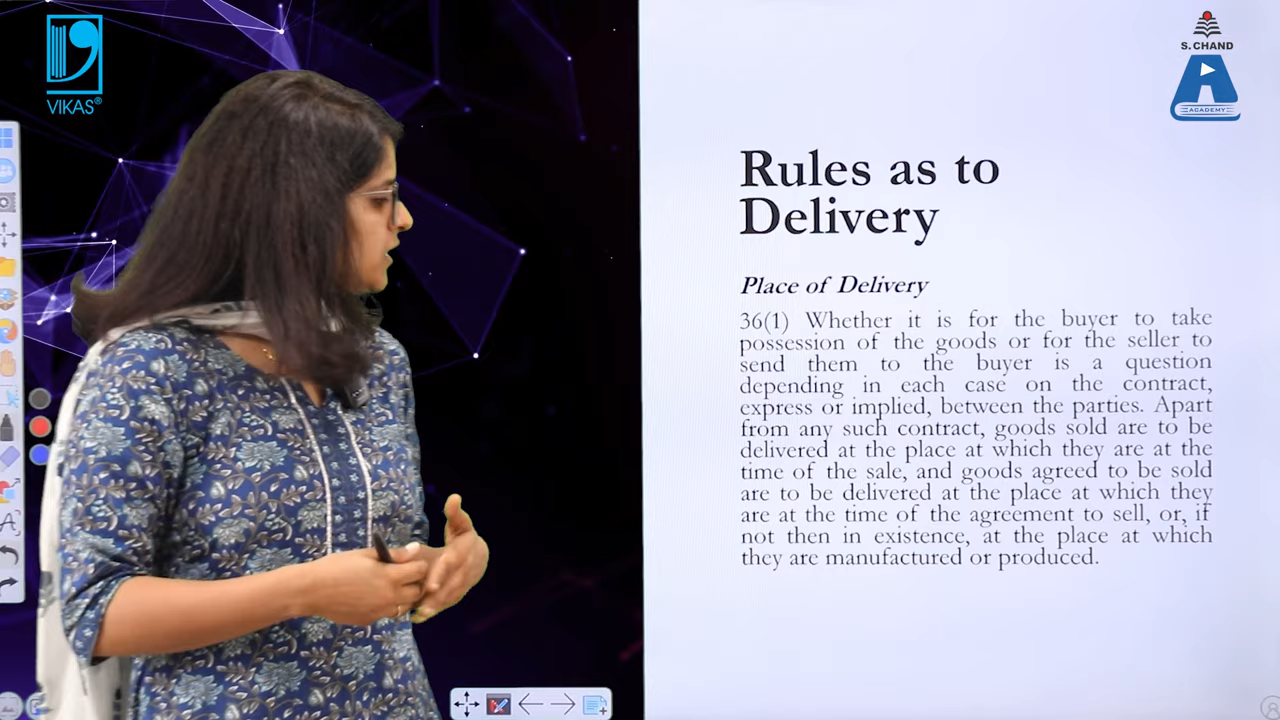 VIKAS®
S. CHAND
ACADEMY
Rules as to
Delivery
Place of Delivery
36(1) Whether it is for the buyer to take
possession of the goods or for the seller to
send them to the buyer is a question
depending in each case on the contract,
express or implied, between the parties. Apart
from any such contract, goods sold are to be
delivered at the place at which they are at the
time of the sale, and goods agreed to be sold
are to be delivered at the place at which they
are at the time of the agreement to sell, or, if
not then in existence, at the place at which
they are manufactured or produced.